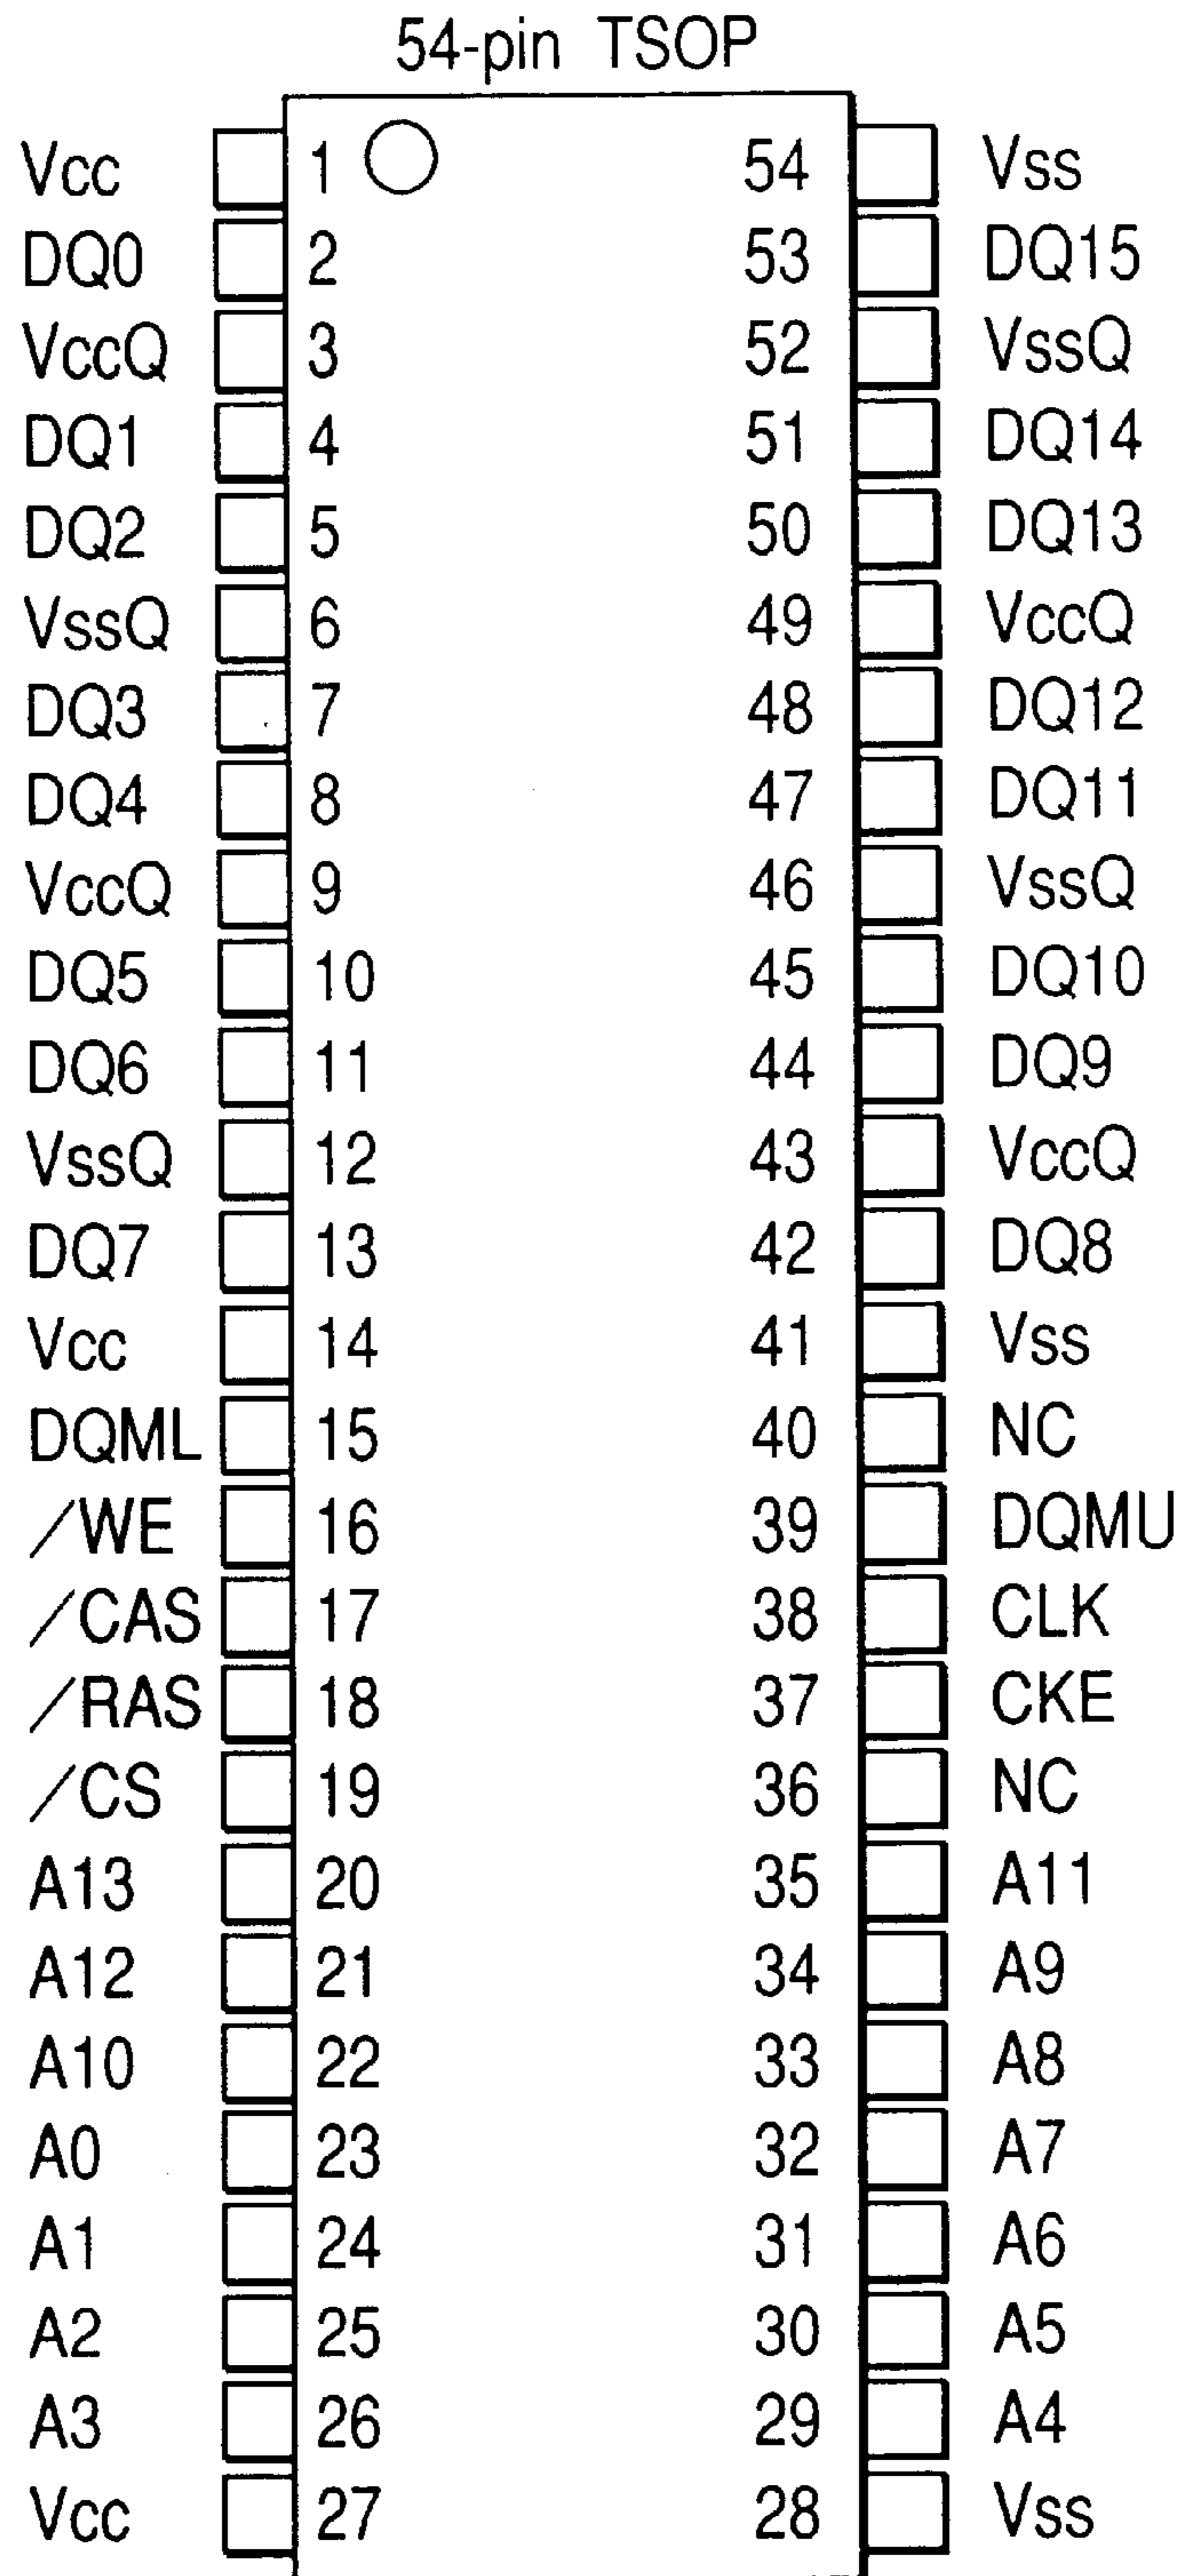 54-pin TSOP
Vcc 1 54 Vss
DQ0 2 53 DQ15
VccQ 3 52 VssQ
DQ1 4 51 DQ14
DQ2 5 50 DQ13
VssQ 6 49 VccQ
DQ3 7 48 DQ12
DQ4 8 47 DQ11
VccQ 9 46 VssQ
DQ5 10 45 DQ10
DQ6 11 44 DQ9
VssQ 12 43 VccQ
DQ7 13 42 DQ8
Vcc 14 41 Vss
DQML 15 40 NC
/WE 16 39 DQMU
/CAS 17 38 CLK
/RAS 18 37 CKE
/CS 19 36 NC
A13 20 35 A11
A12 21 34 A9
A10 22 33 A8
A0 23 32 A7
A1 24 31 A6
A2 25 30 A5
A3 26 29 A4
Vcc 27 28 Vss